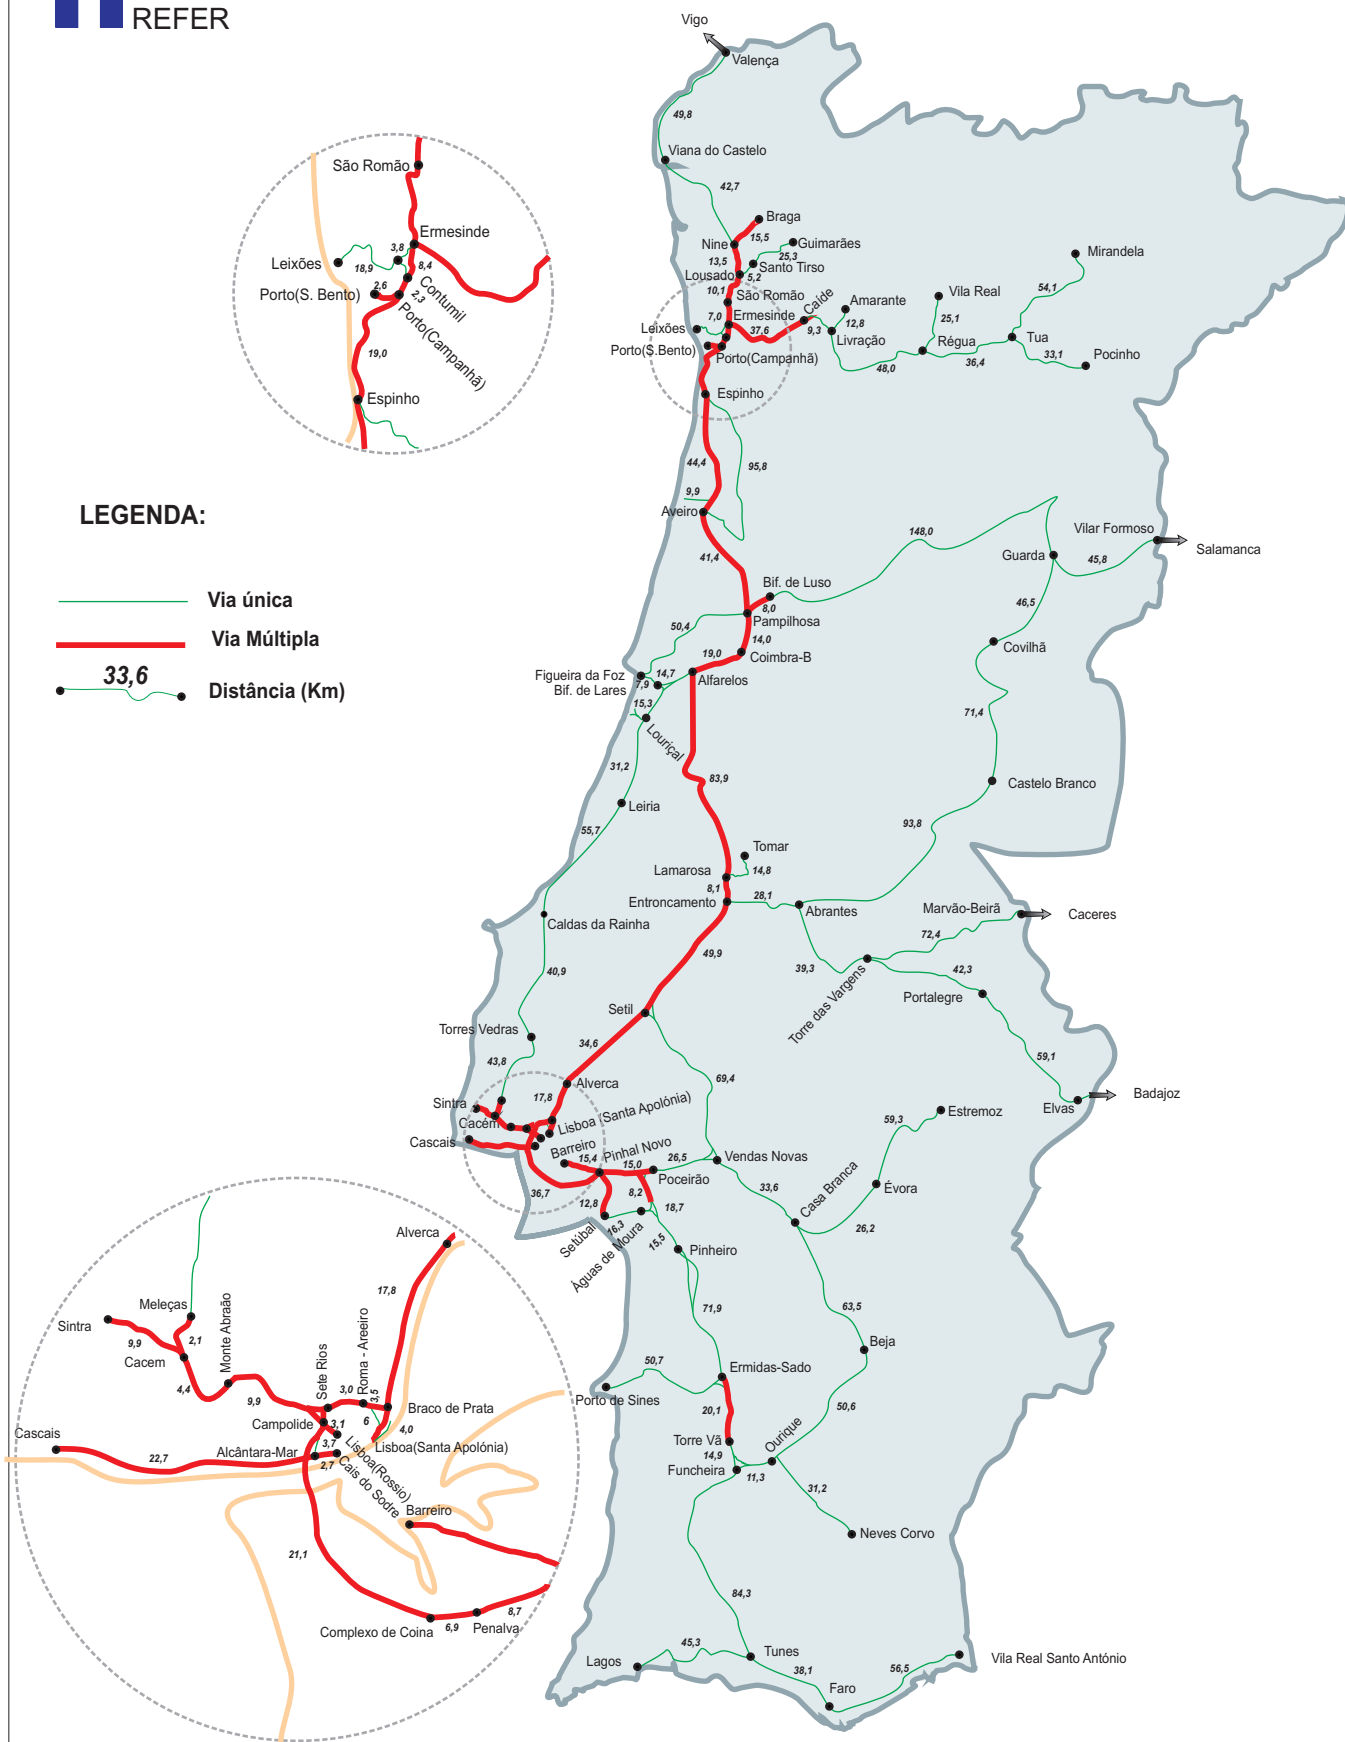 REFER
Vigo
Valença
49,8
Viana do Castelo
42,7
Braga
15,5
Nine
Guimarães
25,3
13,5
Santo Tirso
Lousado
5,2
10,1
São Romão
7,0
Ermesinde
Caíde
Amarante
12,8
Vila Real
25,1
Mirandela
54,1
Leixões
37,6
9,3
Livração
Porto(S.Bento)
Porto(Campanhã)
48,0
Régua
36,4
Tua
33,1
Pocinho
Espinho
44,4
95,8
9,9
Aveiro
41,4
148,0
Vilar Formoso
Salamanca
Guarda
45,8
Bif. de Luso
8,0
Pampilhosa
50,4
14,0
46,5
Covilhã
19,0
Coimbra-B
Figueira da Foz
14,7
Alfarelos
Bif. de Lares
7,9
15,3
Louriçal
71,4
31,2
83,9
Castelo Branco
Leiria
55,7
93,8
Tomar
14,8
Lamarosa
8,1
Entroncamento
28,1
Abrantes
Marvão-Beirã
Caceres
72,4
Caldas da Rainha
49,9
39,3
Torre das Vargens
42,3
Portalegre
40,9
Setil
Torres Vedras
34,6
43,8
69,4
59,1
Alverca
17,8
Elvas
Badajoz
Sintra
Cacém
Lisboa (Santa Apolónia)
59,3
Estremoz
Cascais
Barreiro
15,4
Pinhal Novo
15,0
26,5
Vendas Novas
Poceirão
36,7
12,8
8,2
18,7
33,6
Casa Branca
Évora
26,2
Setúbal
16,3
Àguas de Moura
15,5
Pinheiro
71,9
63,5
Beja
Ermidas-Sado
50,7
Porto de Sines
20,1
50,6
Torre Vã
14,9
Funcheira
11,3
Ourique
31,2
Neves Corvo
84,3
Lagos
45,3
Tunes
38,1
Faro
56,5
Vila Real Santo António
São Romão
Ermesinde
3,8
Leixões
18,9
8,4
Contumil
2,6
Porto(S. Bento)
2,3
Porto(Campanhã)
19,0
Espinho
LEGENDA:
Via única
Via Múltipla
33,6
Distância (Km)
Alverca
17,8
Meleças
Sintra
9,9
2,1
Cacem
4,4
Monte Abraão
9,9
Sete Rios
3,0
Roma - Areeiro
3,5
Braco de Prata
6
4,0
Campolide
3,1
Lisboa(Santa Apolónia)
Cascais
22,7
Alcântara-Mar
3,7
2,7
Lisboa(Rossio)
Cais do Sodre
Barreiro
21,1
Complexo de Coina
6,9
Penalva
8,7